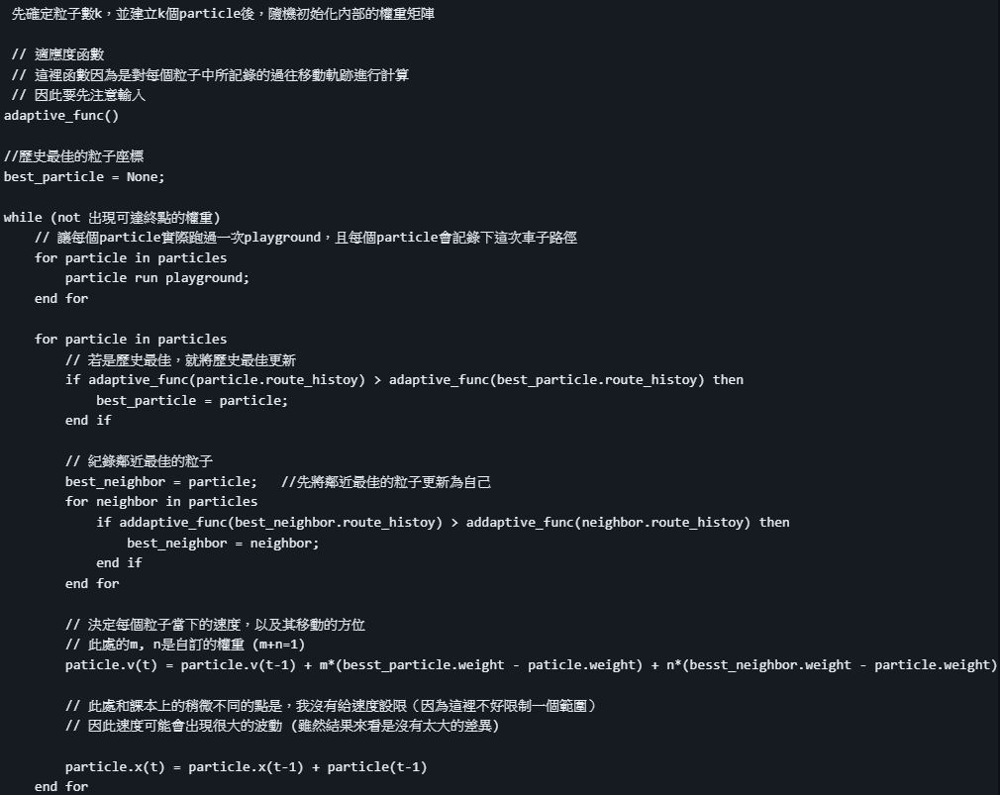 先確定粒子數k，並建立k個particle後，隨機初始化內部的權重矩陣
// 適應度函數
// 這裡函數因為是對每個粒子中所記錄的過往移動軌跡進行計算
// 因此要先注意輸入
adaptive_func()
//歷史最佳的粒子座標
best_particle = None;
while (not 出現可達終點的權重)
// 讓每個particle實際跑過一次playground，且每個particle會記錄下這次車子路徑
for particle in particles
particle run playground;
end for
for particle in particles
// 若是歷史最佳，就將歷史最佳更新
if adaptive_func(particle.route_histoy) > adaptive_func(best_particle.route_histoy) then
best_particle = particle;
end if
// 紀錄鄰近最佳的粒子
best_neighbor = particle;   //先將鄰近最佳的粒子更新為自己
for neighbor in particles
if addaptive_func(best_neighbor.route_histoy) > addaptive_func(neighbor.route_histoy) then
best_neighbor = neighbor;
end if
end for
// 決定每個粒子當下的速度，以及其移動的方位
// 此處的m, n是自訂的權重 (m+n=1)
paticle.v(t) = particle.v(t-1) + m*(besst_particle.weight - paticle.weight) + n*(besst_neighbor.weight - particle.weight)
// 此處和課本上的稍微不同的點是，我沒有給速度設限（因為這裡不好限制一個範圍）
// 因此速度可能會出現很大的波動 (雖然結果來看是沒有太大的差異)
particle.x(t) = particle.x(t-1) + particle(t-1)
end for